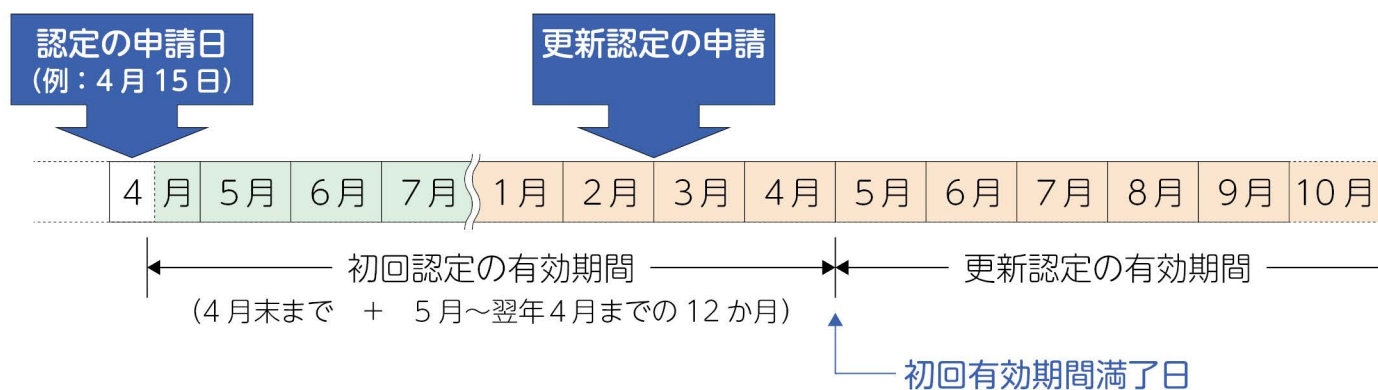 認定の申請日
（例：4月15日）
更新認定の申請
4月 5月 6月 7月 1月 2月 3月 4月 5月 6月 7月 8月 9月 10月
初回認定の有効期間
（4月末まで　＋　5月～翌年4月までの12か月）
更新認定の有効期間
初回有効期間満了日